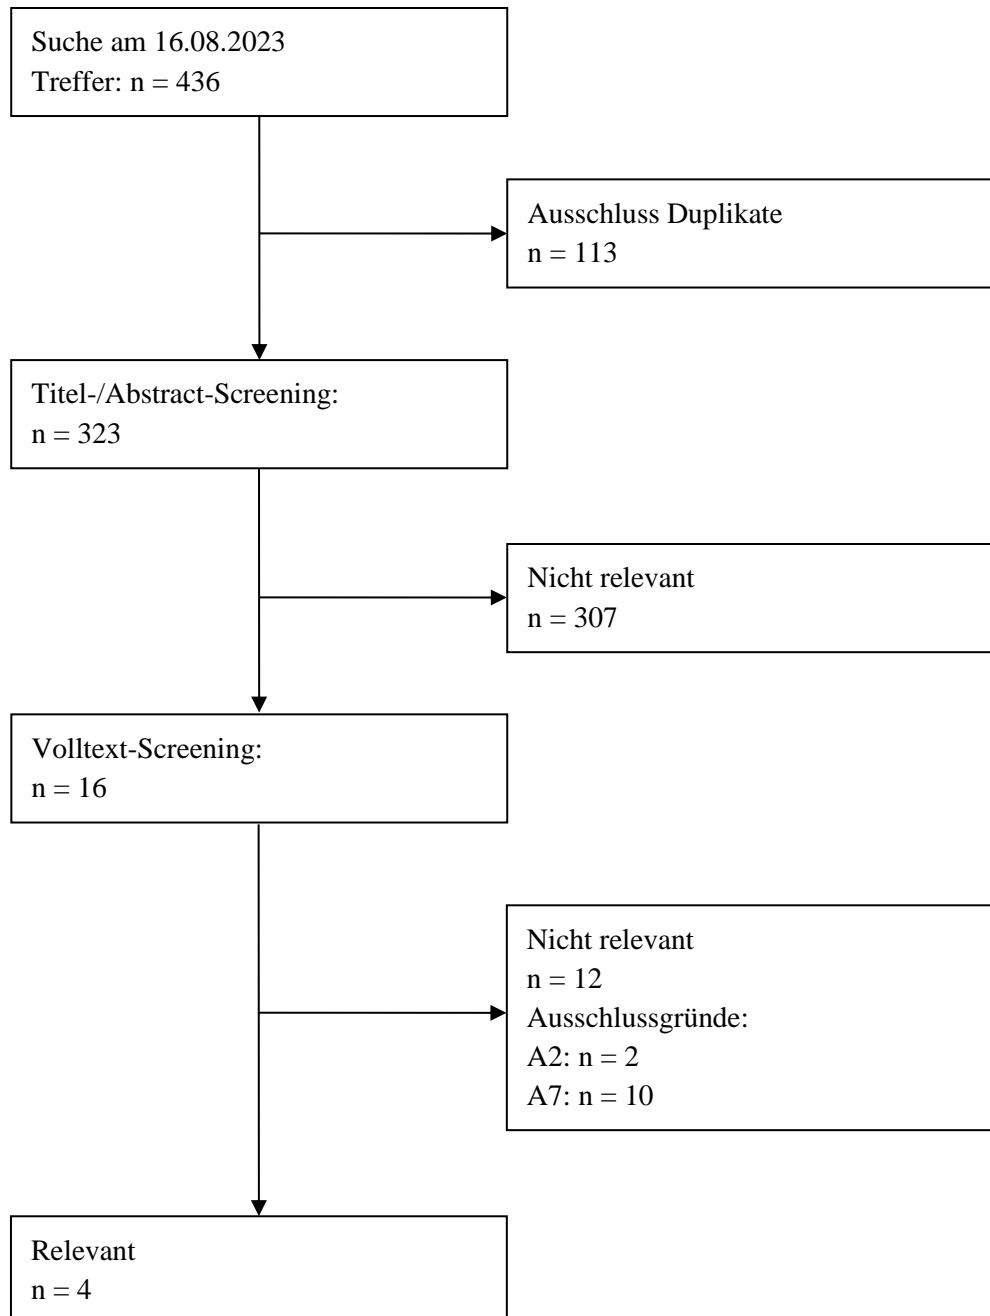 Suche am 16.08.2023
Treffer: n = 436
Ausschluss Duplikate
n = 113
Titel-/Abstract-Screening:
n = 323
Nicht relevant
n = 307
Volltext-Screening:
n = 16
Nicht relevant
n = 12
Ausschlussgründe:
A2: n = 2
A7: n = 10
Relevant
n = 4